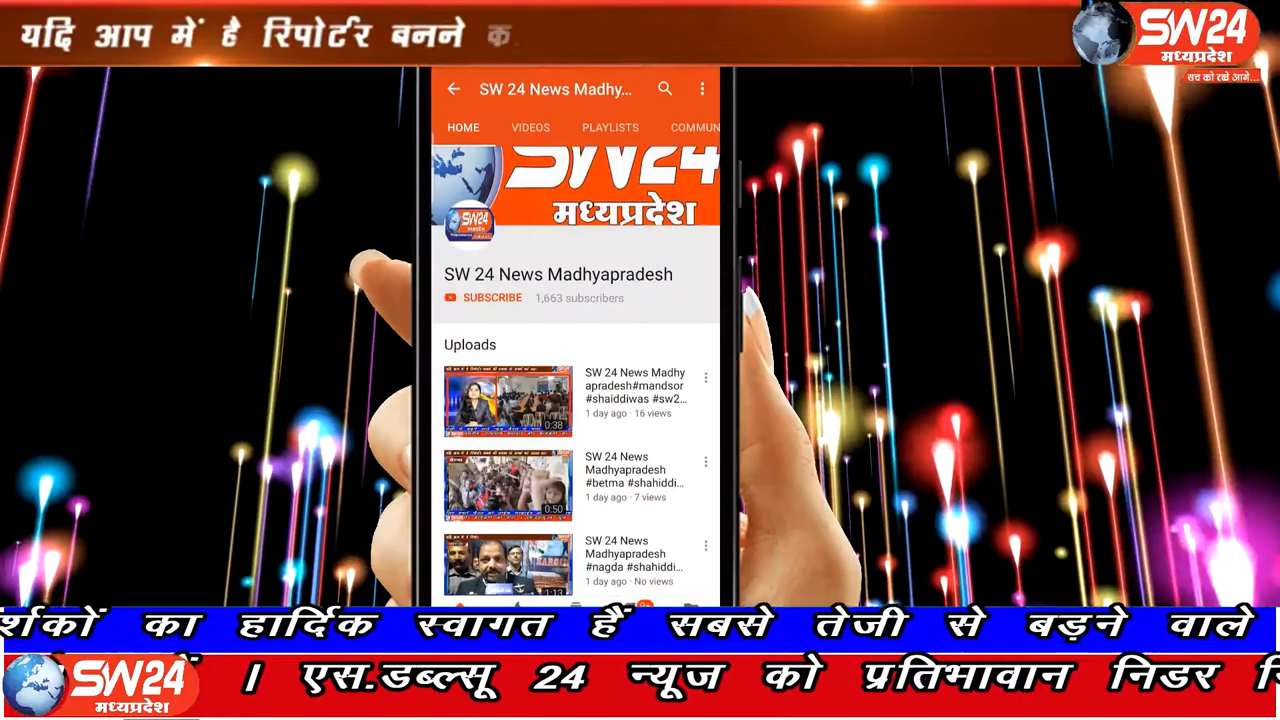 यदि आप में है रिपोर्टर बनने क
SW24
मध्यप्रदेश
सच को रखे आगे...
SW 24 News Madhy...
HOME VIDEOS PLAYLISTS COMMUN
SW24
मध्यप्रदेश
SW24
SW 24 News Madhyapradesh
SUBSCRIBE 1,663 subscribers
Uploads
SW 24 News Madhy
apradesh#mandsor
#shaiddiwas #sw2...
1 day ago · 16 views
0:38
SW 24 News
Madhyapradesh
#betma #shahiddi...
1 day ago · 7 views
0:50
SW 24 News
Madhyapradesh
#nagda #shahiddi...
1 day ago · No views
1:13
र्शकों का हार्दिक स्वागत हैं सबसे तेजी से बड़ने वाले
। एस.डब्ल्सू 24 न्यूज को प्रतिभावान निडर
SW24
मध्यप्रदेश